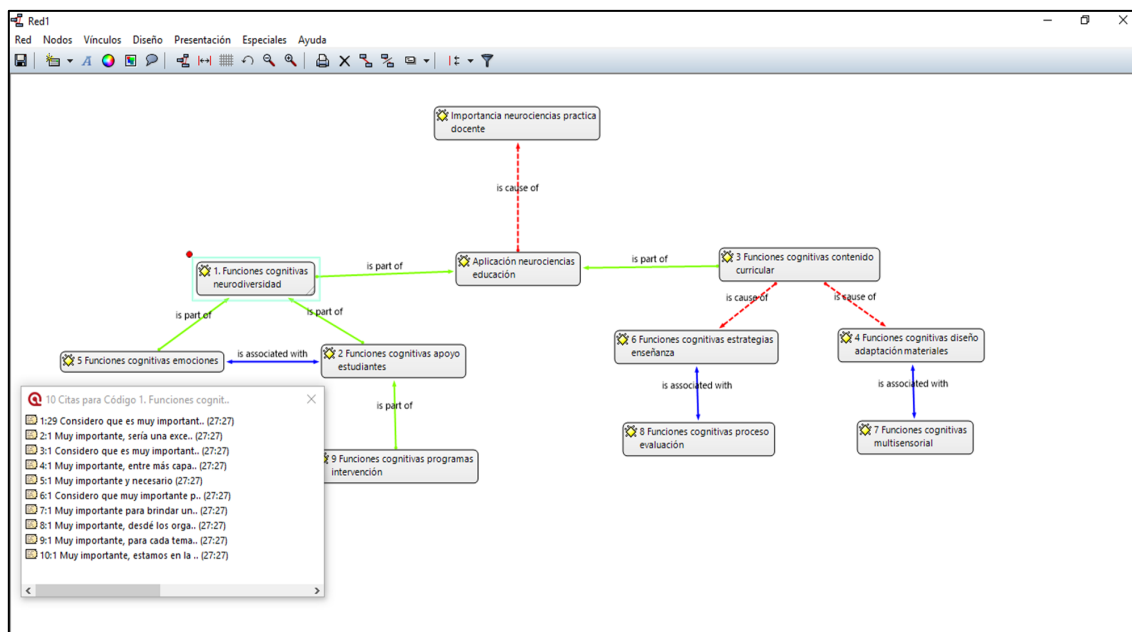 Red1
Red Nodos Vínculos Diseño Presentación Especiales Ayuda
Importancia neurociencias practica
docente
is cause of
Aplicación neurociencias
educación
is part of
is part of
1. Funciones cognitivas
neurodiversidad
3 Funciones cognitivas contenido
curricular
is part of
is part of
is cause of
is cause of
5 Funciones cognitivas emociones
is associated with
2 Funciones cognitivas apoyo
estudiantes
6 Funciones cognitivas estrategias
enseñanza
4 Funciones cognitivas diseño
adaptación materiales
is part of
is associated with
is associated with
9 Funciones cognitivas programas
intervención
8 Funciones cognitivas proceso
evaluación
7 Funciones cognitivas
multisensorial
10 Citas para Código 1. Funciones cognit..
1:29 Considero que es muy important.. (27:27)
2:1 Muy importante, sería una exce.. (27:27)
3:1 Considero que es muy important.. (27:27)
4:1 Muy importante, entre más capa.. (27:27)
5:1 Muy importante y necesario (27:27)
6:1 Considero que muy importante p.. (27:27)
7:1 Muy importante para brindar un.. (27:27)
8:1 Muy importante, desdé los orga.. (27:27)
9:1 Muy importante, para cada tema.. (27:27)
10:1 Muy importante, estamos en la .. (27:27)